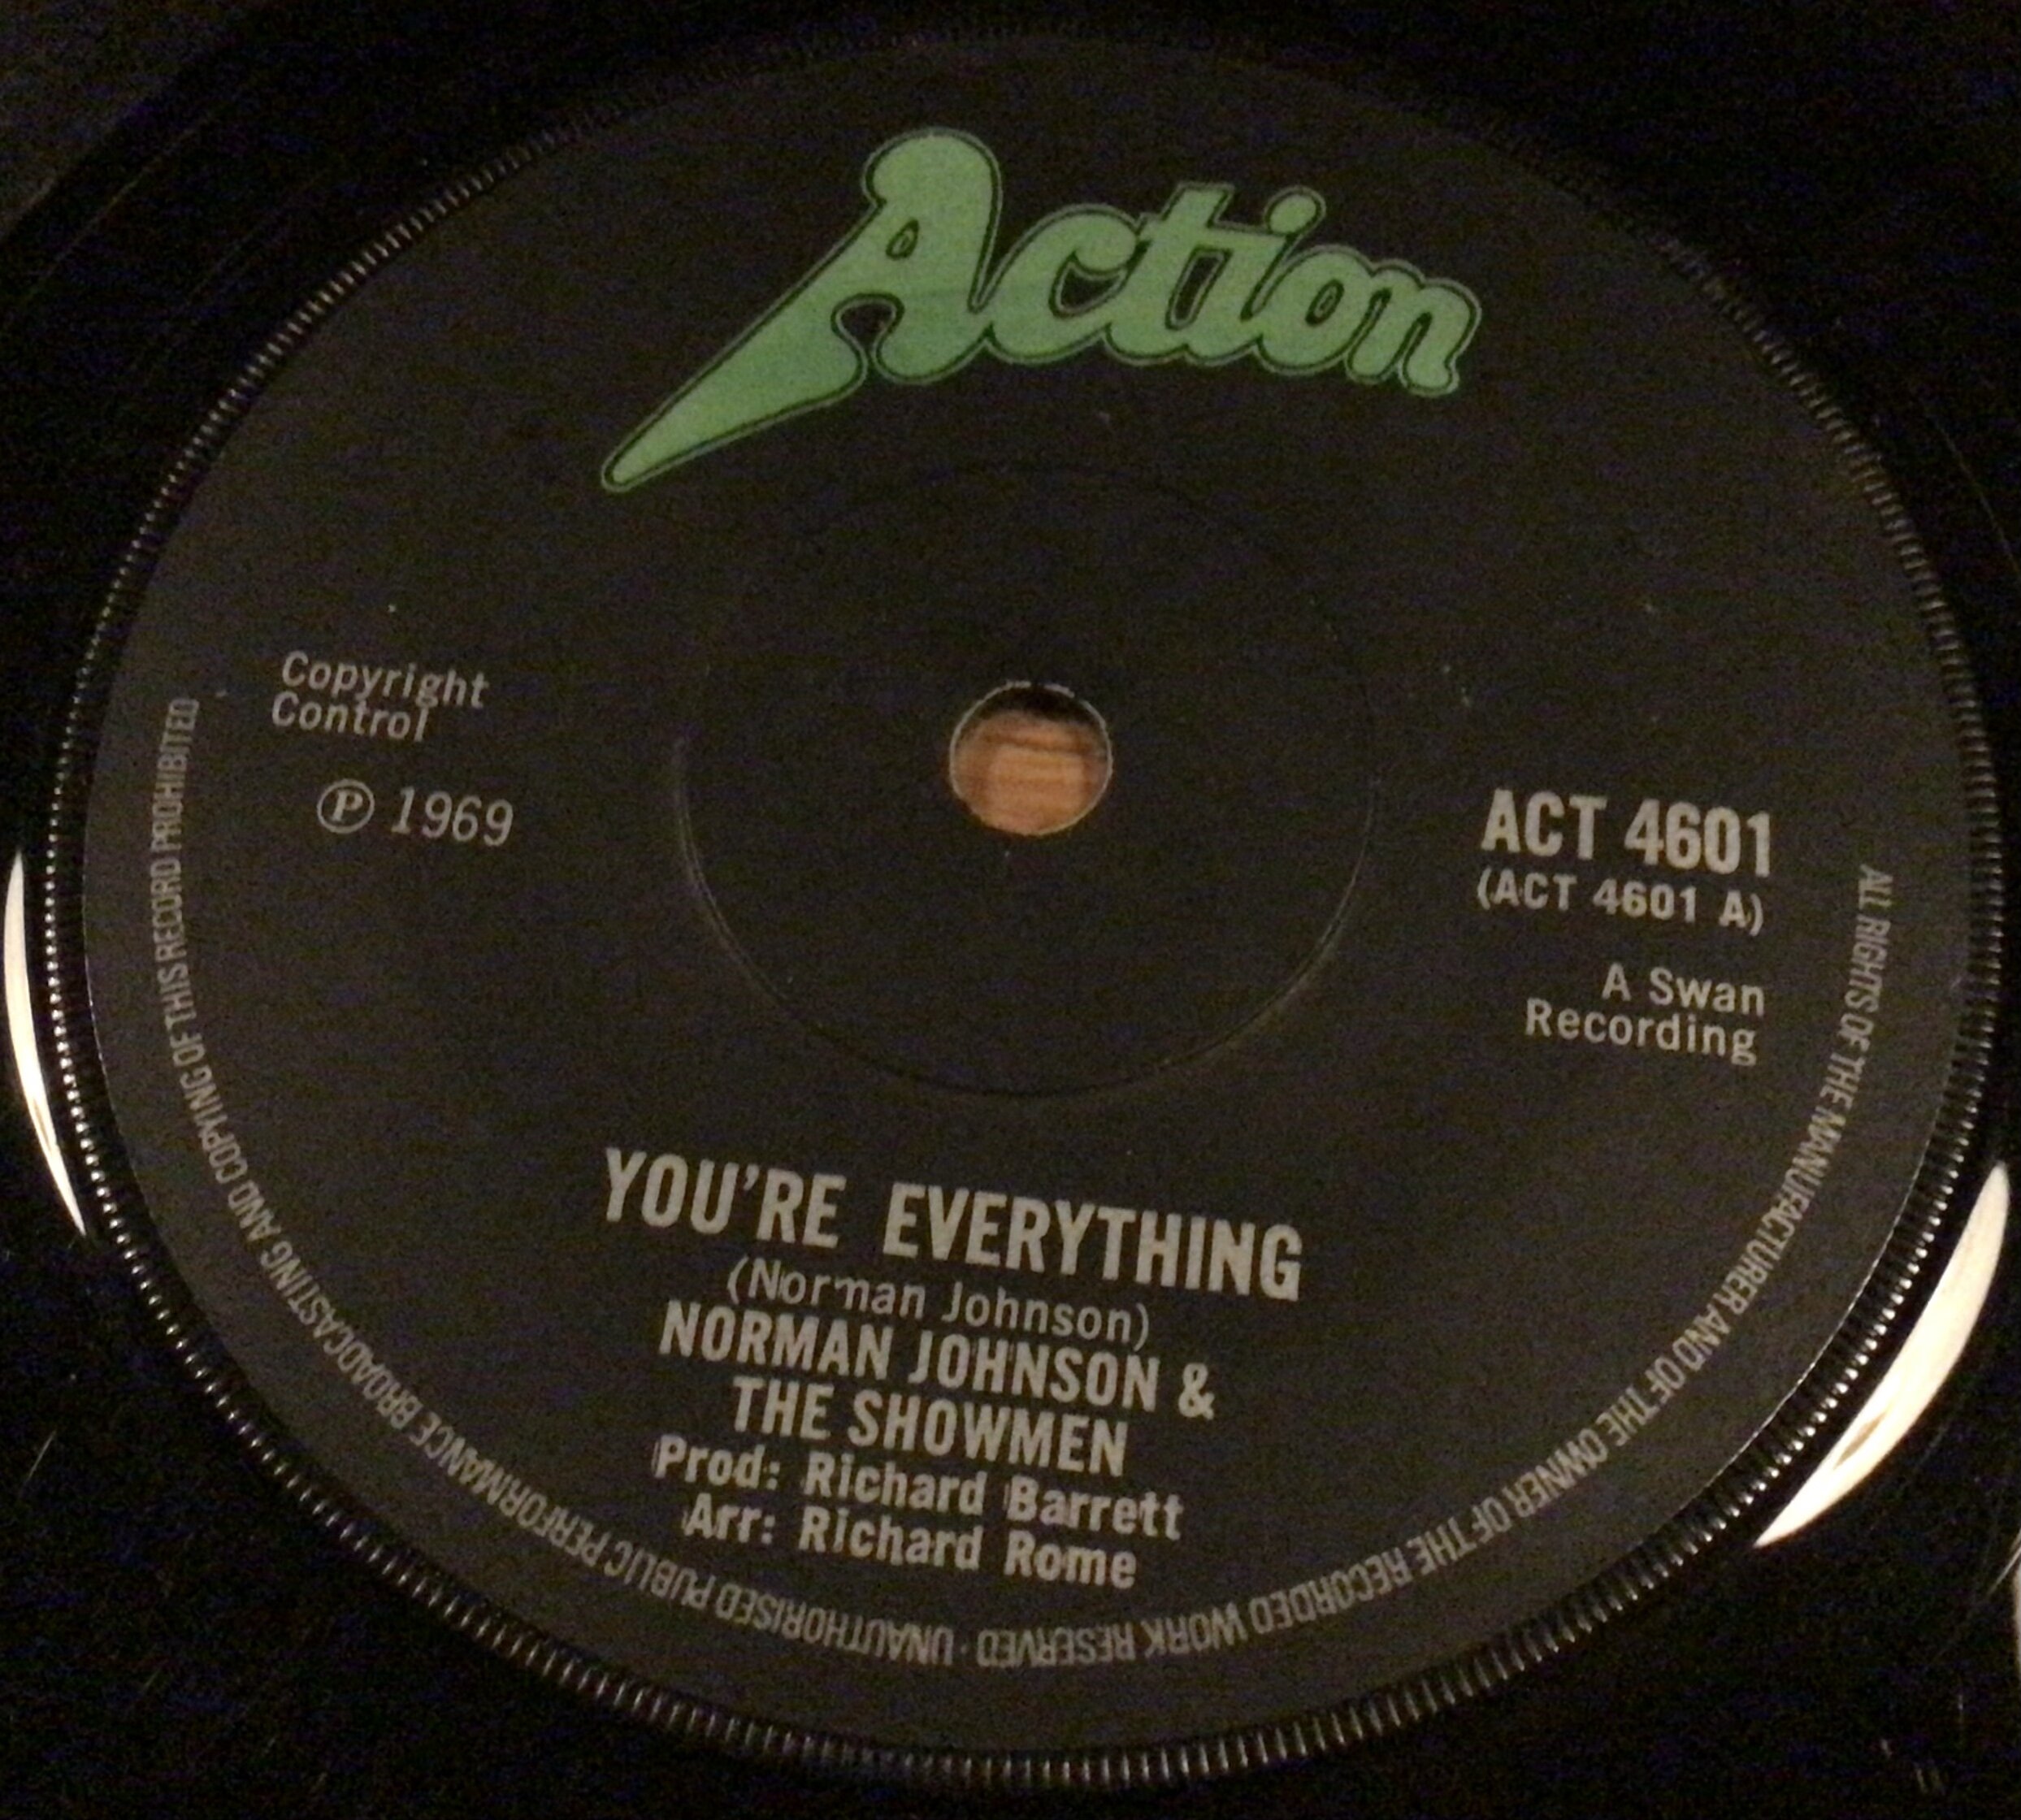 Action
Copyright
Control
Ⓟ 1969
ACT 4601
(ACT 4601 A)
A Swan
Recording
YOU'RE EVERYTHING
(Norman Johnson)
NORMAN JOHNSON &
THE SHOWMEN
Prod: Richard Barrett
Arr: Richard Rome
ALL RIGHTS OF THE MANUFACTURER AND OF THE OWNER OF THE RECORDED WORK RESERVED · UNAUTHORISED PUBLIC PERFORMANCE BROADCASTING AND COPYING OF THIS RECORD PROHIBITED